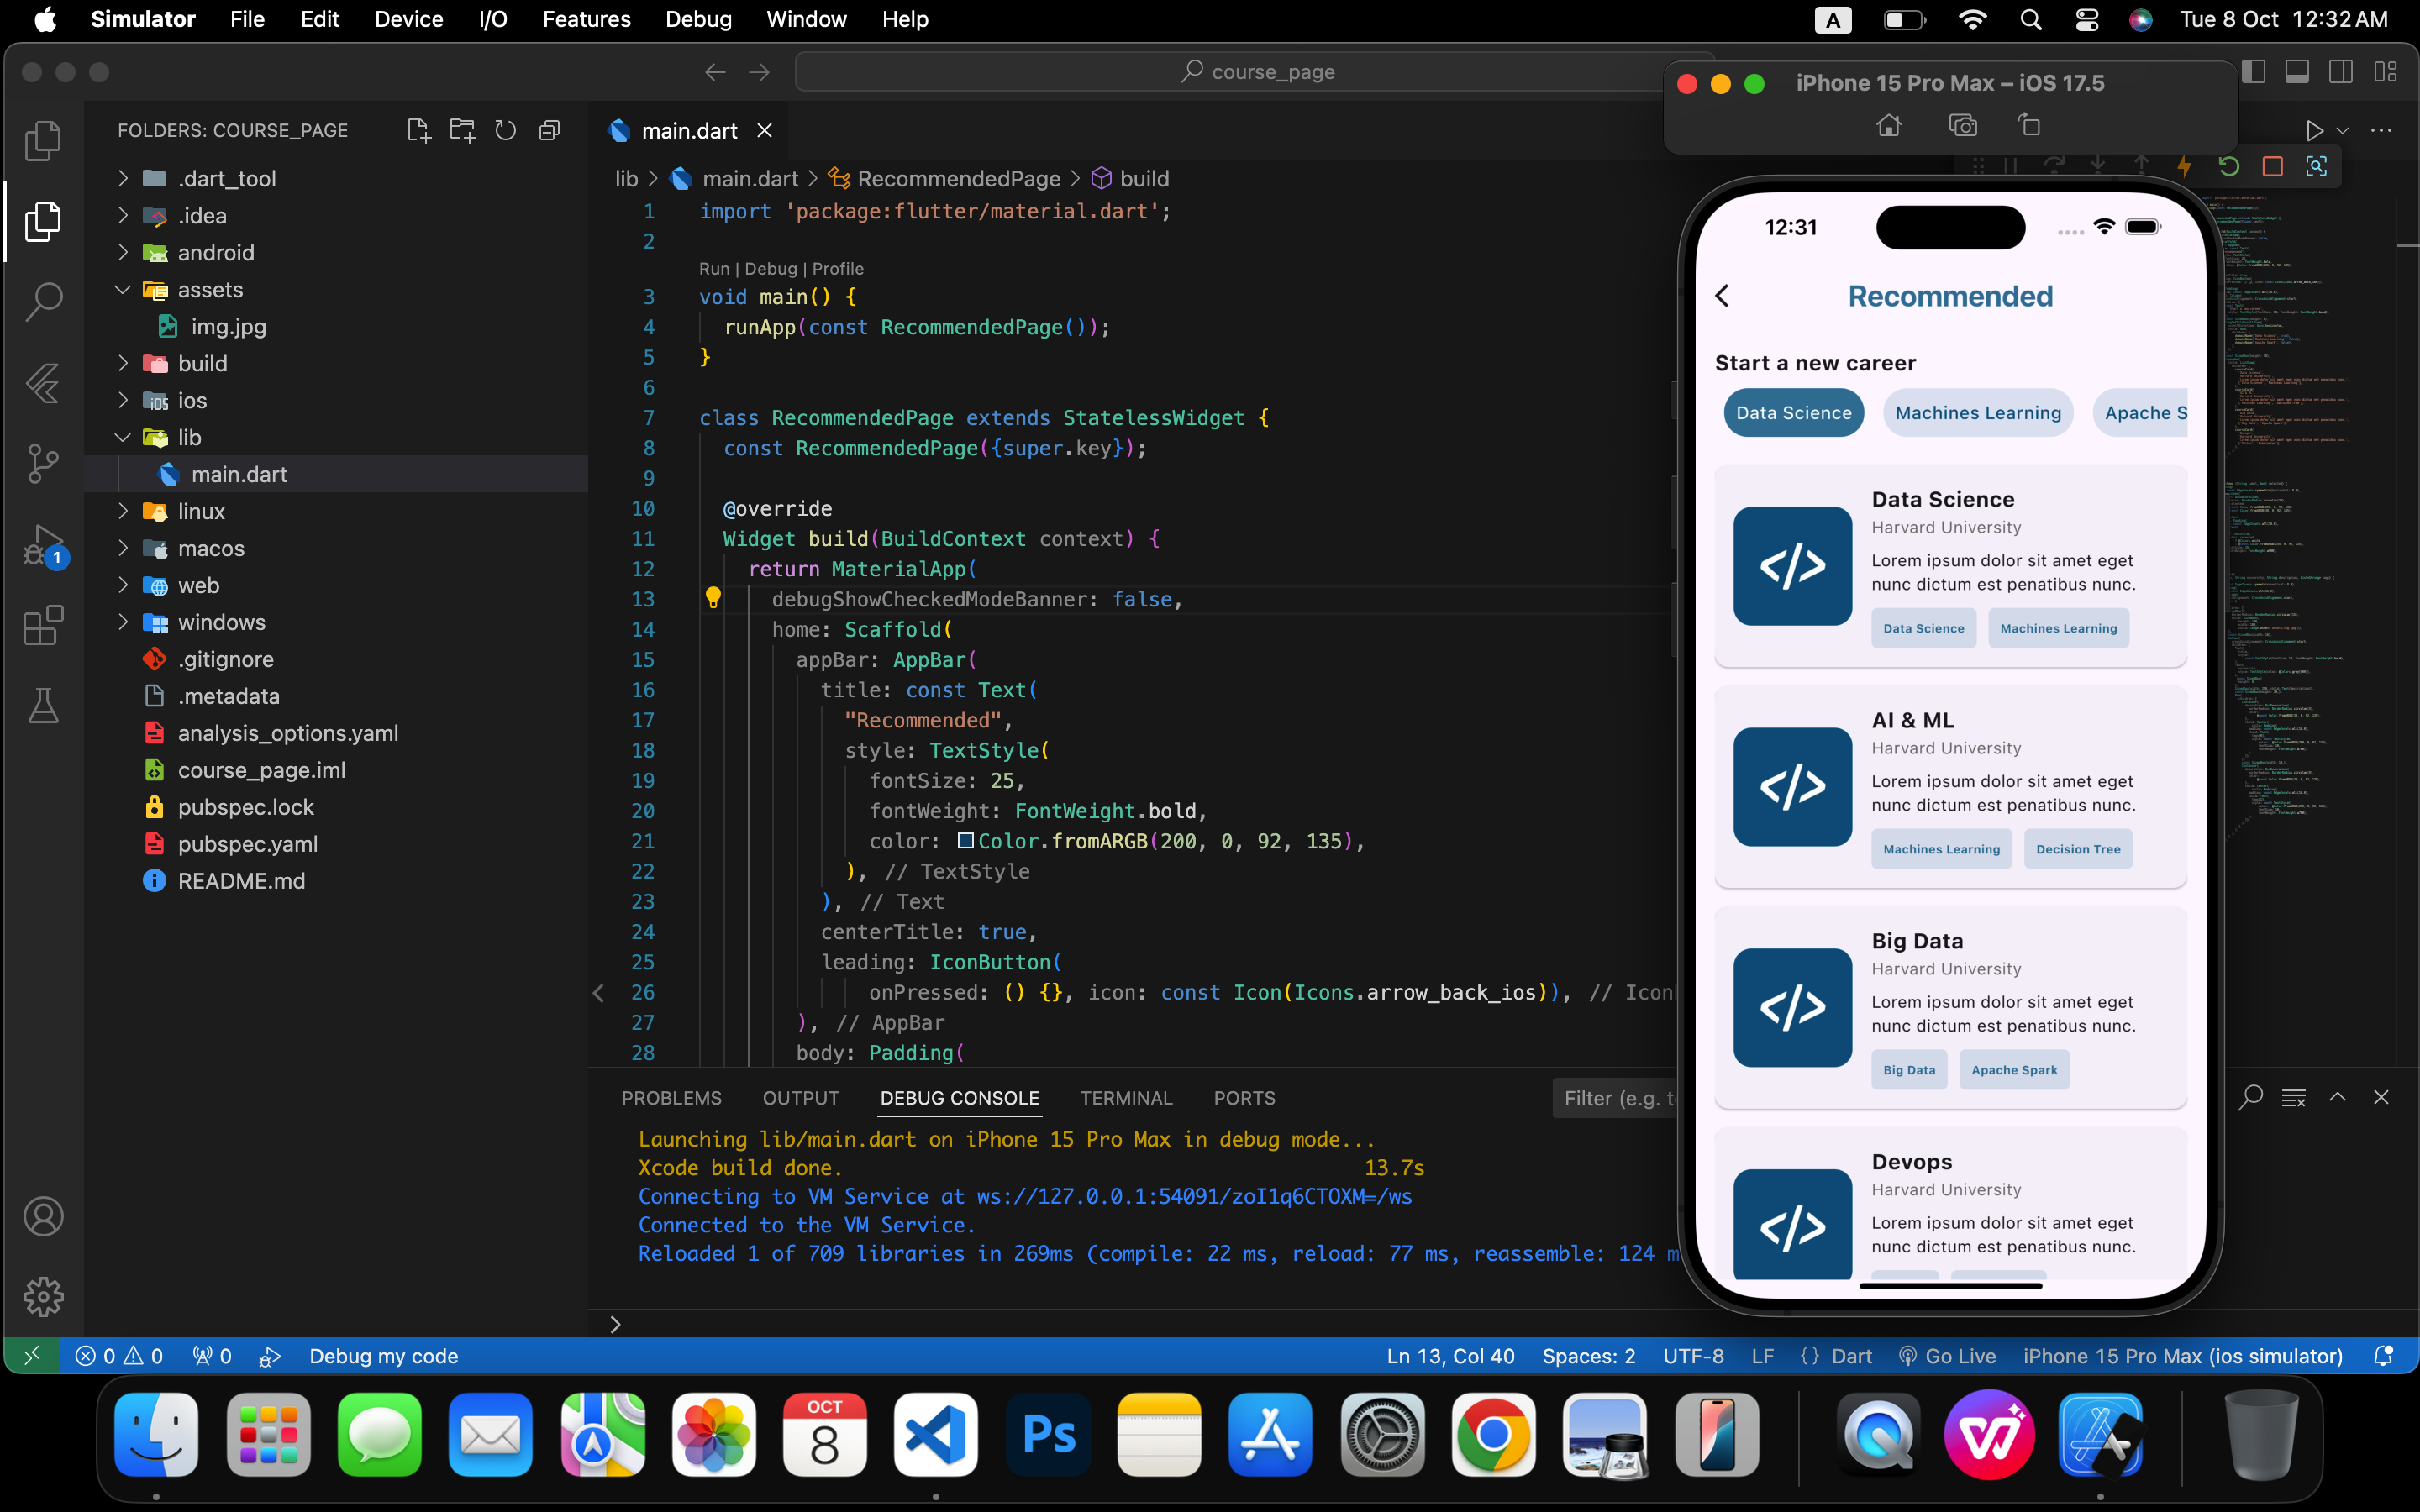 Simulator File Edit Device I/O Features Debug Window Help
A Tue 8 Oct 12:32 AM
course_page
iPhone 15 Pro Max – iOS 17.5
FOLDERS: COURSE_PAGE
.dart_tool
.idea
android
assets
img.jpg
build
ios
lib
main.dart
linux
macos
web
windows
.gitignore
.metadata
analysis_options.yaml
course_page.iml
pubspec.lock
pubspec.yaml
README.md
1
main.dart
lib > main.dart > RecommendedPage > build
1 import 'package:flutter/material.dart';
2
Run | Debug | Profile
3 void main() {
4 runApp(const RecommendedPage());
5 }
6
7 class RecommendedPage extends StatelessWidget {
8 const RecommendedPage({super.key});
9
10 @override
11 Widget build(BuildContext context) {
12 return MaterialApp(
13 debugShowCheckedModeBanner: false,
14 home: Scaffold(
15 appBar: AppBar(
16 title: const Text(
17 "Recommended",
18 style: TextStyle(
19 fontSize: 25,
20 fontWeight: FontWeight.bold,
21 color: Color.fromARGB(200, 0, 92, 135),
22 ), // TextStyle
23 ), // Text
24 centerTitle: true,
25 leading: IconButton(
26 onPressed: () {}, icon: const Icon(Icons.arrow_back_ios)), // Icon
27 ), // AppBar
28 body: Padding(
PROBLEMS OUTPUT DEBUG CONSOLE TERMINAL PORTS
Filter (e.g. t
Launching lib/main.dart on iPhone 15 Pro Max in debug mode...
Xcode build done. 13.7s
Connecting to VM Service at ws://127.0.0.1:54091/zoI1q6CTOXM=/ws
Connected to the VM Service.
Reloaded 1 of 709 libraries in 269ms (compile: 22 ms, reload: 77 ms, reassemble: 124 m
12:31
Recommended
Start a new career
Data Science Machines Learning Apache S
Data Science
Harvard University
Lorem ipsum dolor sit amet eget
nunc dictum est penatibus nunc.
Data Science Machines Learning
AI & ML
Harvard University
Lorem ipsum dolor sit amet eget
nunc dictum est penatibus nunc.
Machines Learning Decision Tree
Big Data
Harvard University
Lorem ipsum dolor sit amet eget
nunc dictum est penatibus nunc.
Big Data Apache Spark
Devops
Harvard University
Lorem ipsum dolor sit amet eget
nunc dictum est penatibus nunc.
0 0 0 Debug my code
Ln 13, Col 40 Spaces: 2 UTF-8 LF {} Dart Go Live iPhone 15 Pro Max (ios simulator)
OCT
8
Ps